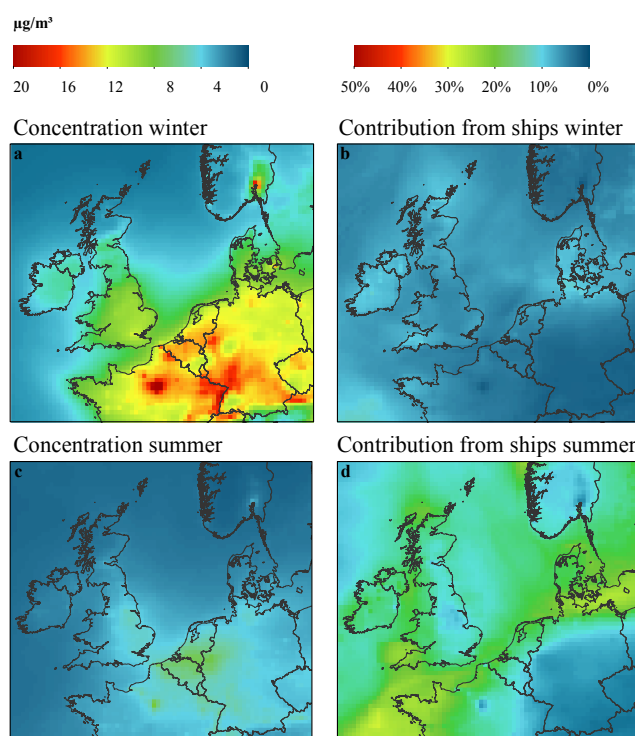 µg/m³
20 16 12 8 4 0
50% 40% 30% 20% 10% 0%
Concentration winter
Contribution from ships winter
a
b
Concentration summer
Contribution from ships summer
c
d